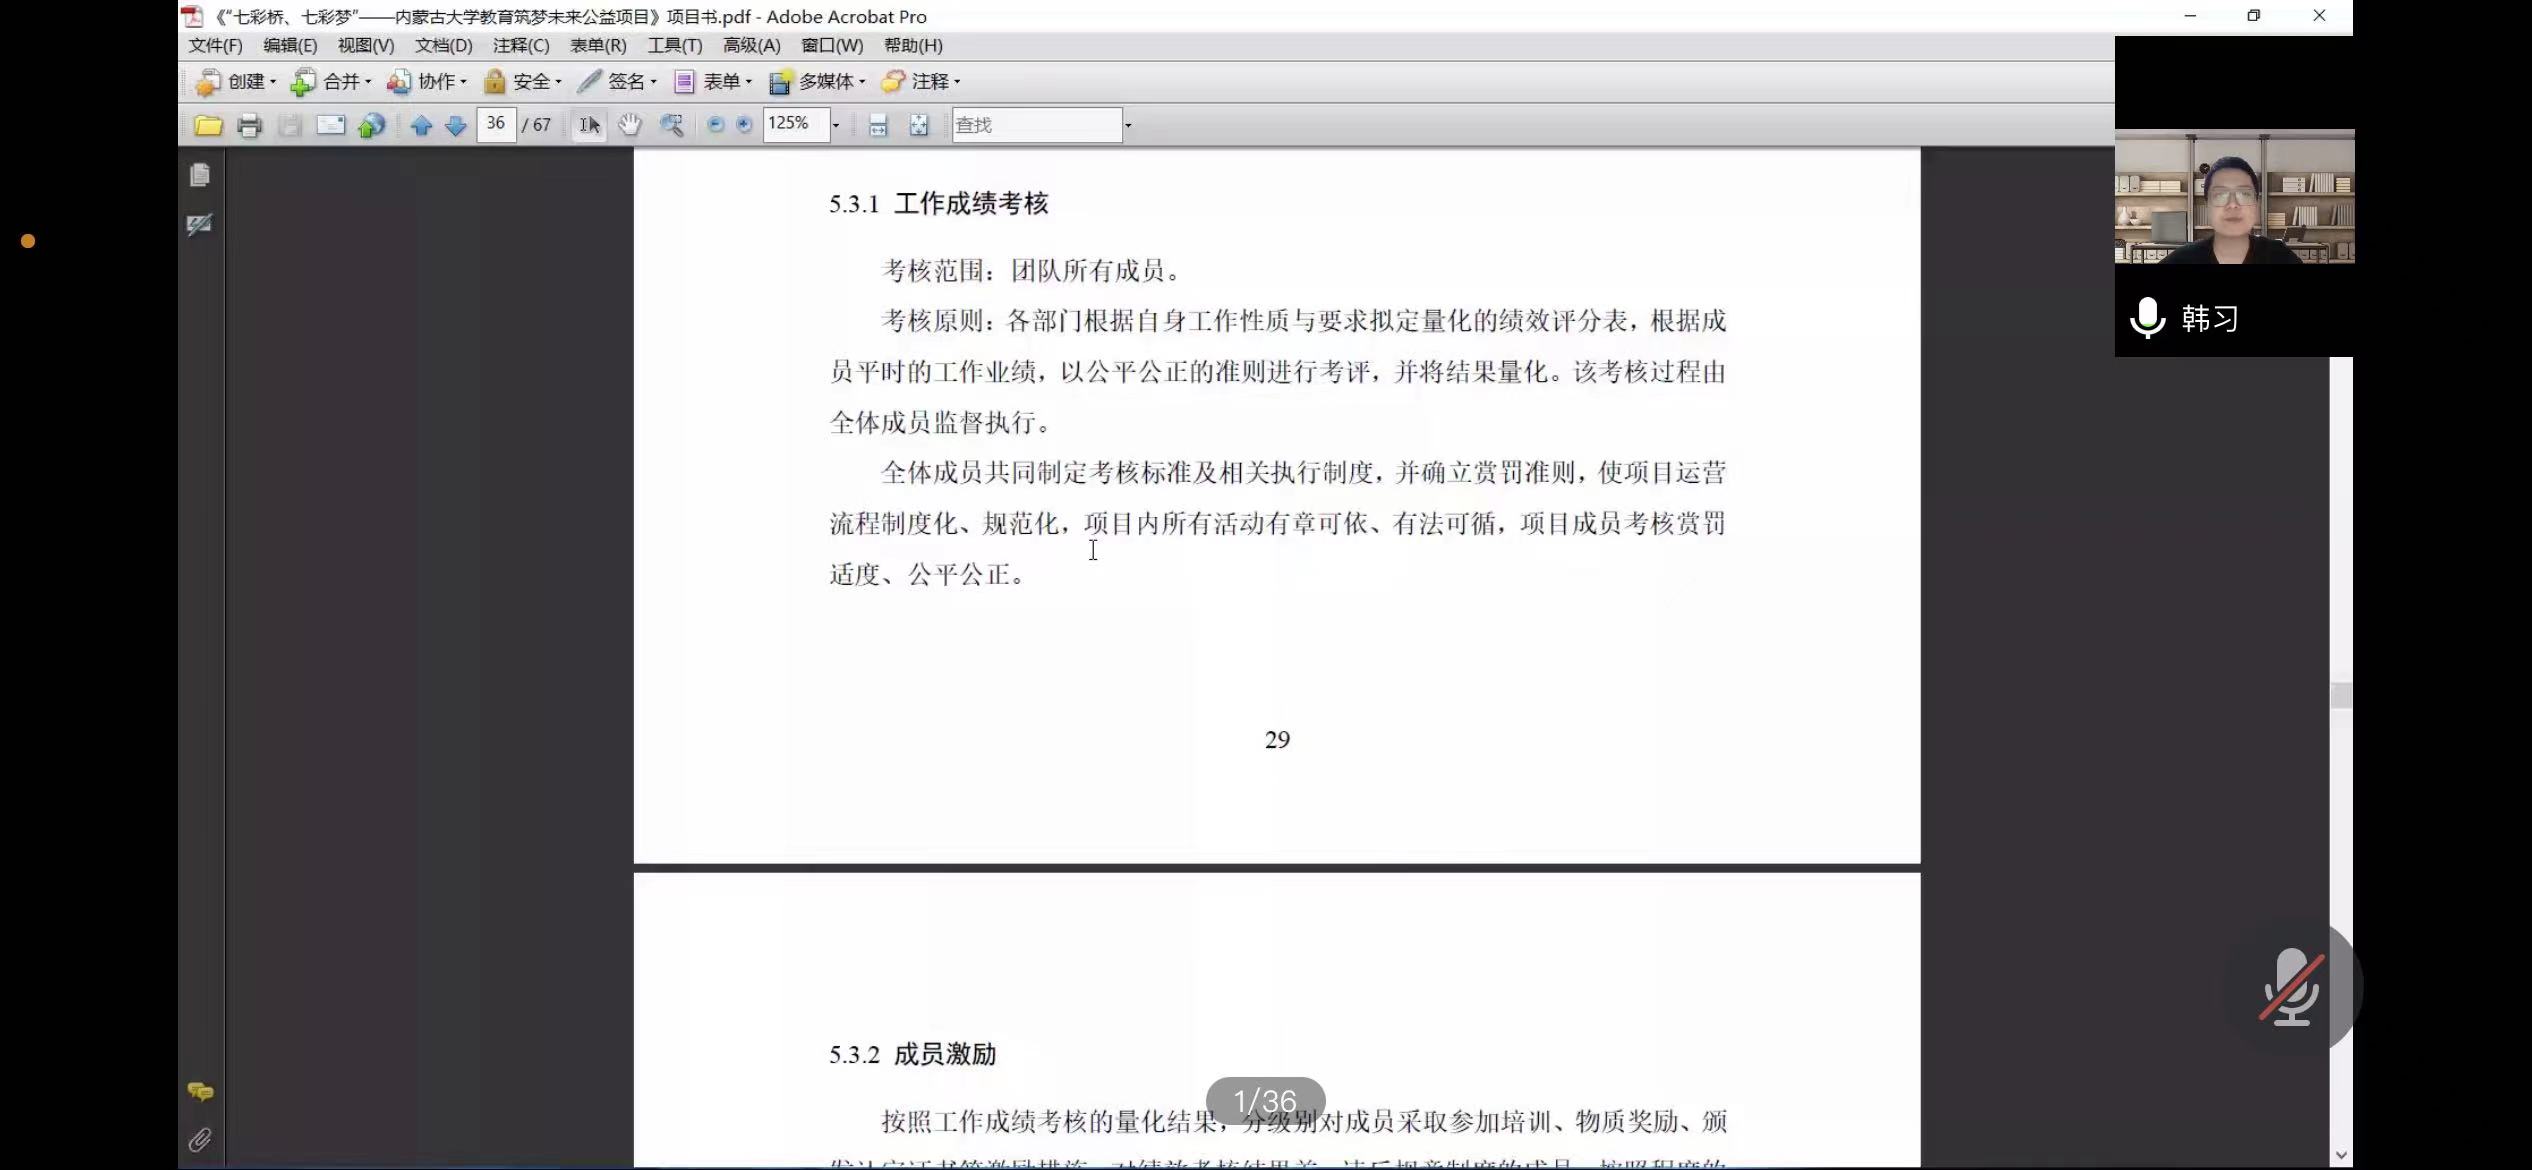 《“七彩桥、七彩梦”——内蒙古大学教育筑梦未来公益项目》项目书.pdf - Adobe Acrobat Pro
文件(F) 编辑(E) 视图(V) 文档(D) 注释(C) 表单(R) 工具(T) 高级(A) 窗口(W) 帮助(H)
创建 合并 协作 安全 签名 表单 多媒体 注释
36 / 67 125% 查找
韩习
5.3.1 工作成绩考核
考核范围：团队所有成员。
考核原则：各部门根据自身工作性质与要求拟定量化的绩效评分表，根据成
员平时的工作业绩，以公平公正的准则进行考评，并将结果量化。该考核过程由
全体成员监督执行。
全体成员共同制定考核标准及相关执行制度，并确立赏罚准则，使项目运营
流程制度化、规范化，项目内所有活动有章可依、有法可循，项目成员考核赏罚
适度、公平公正。
29
5.3.2 成员激励
1/36
按照工作成绩考核的量化结果，分级别对成员采取参加培训、物质奖励、颁